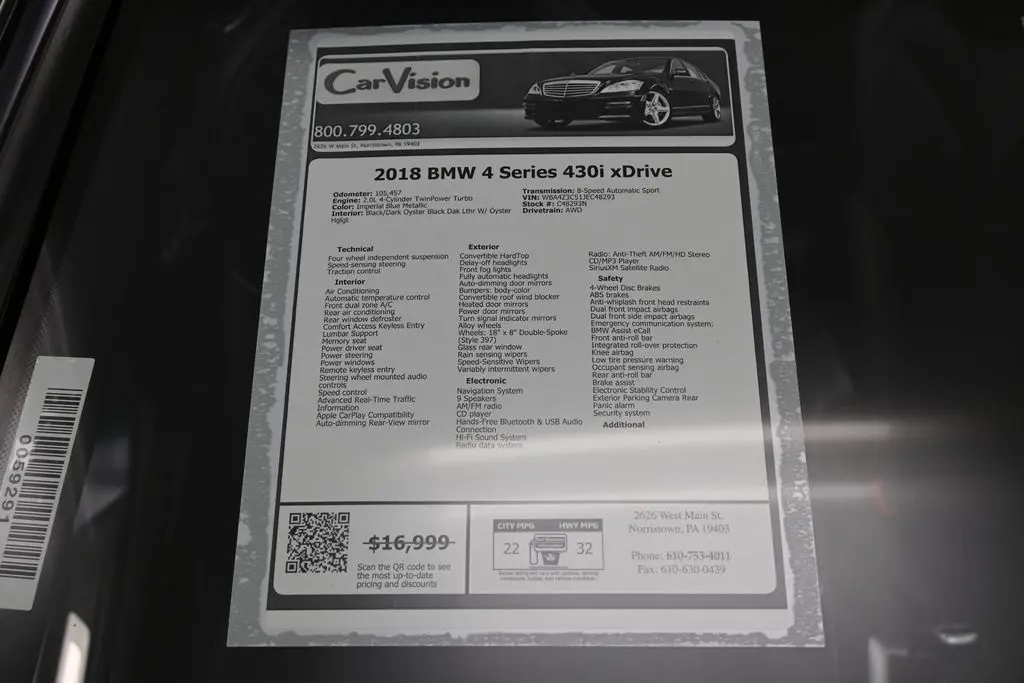 CarVision
800.799.4803
2626 W Main St, Norristown, PA 19403
2018 BMW 4 Series 430i xDrive
Odometer: 105,457
Engine: 2.0L 4-Cylinder TwinPower Turbo
Color: Imperial Blue Metallic
Interior: Black/Dark Oyster Black Dak Lthr W/ Oyster
Hglgt
Transmission: 8-Speed Automatic Sport
VIN: WBA4Z3C51JEC48293
Stock #: C48293N
Drivetrain: AWD
Technical
Four wheel independent suspension
Speed-sensing steering
Traction control
Interior
Air Conditioning
Automatic temperature control
Front dual zone A/C
Rear air conditioning
Rear window defroster
Comfort Access Keyless Entry
Lumbar Support
Memory seat
Power driver seat
Power steering
Power windows
Remote keyless entry
Steering wheel mounted audio
controls
Speed control
Advanced Real-Time Traffic
Information
Apple CarPlay Compatibility
Auto-dimming Rear-View mirror
Exterior
Convertible HardTop
Delay-off headlights
Front fog lights
Fully automatic headlights
Auto-dimming door mirrors
Bumpers: body-color
Convertible roof wind blocker
Heated door mirrors
Power door mirrors
Turn signal indicator mirrors
Alloy wheels
Wheels: 18" x 8" Double-Spoke
(Style 397)
Glass rear window
Rain sensing wipers
Speed-Sensitive Wipers
Variably intermittent wipers
Electronic
Navigation System
9 Speakers
AM/FM radio
CD player
Hands-Free Bluetooth & USB Audio
Connection
Hi-Fi Sound System
Radio data system
Radio: Anti-Theft AM/FM/HD Stereo
CD/MP3 Player
SiriusXM Satellite Radio
Safety
4-Wheel Disc Brakes
ABS brakes
Anti-whiplash front head restraints
Dual front impact airbags
Dual front side impact airbags
Emergency communication system:
BMW Assist eCall
Front anti-roll bar
Integrated roll-over protection
Knee airbag
Low tire pressure warning
Occupant sensing airbag
Rear anti-roll bar
Brake assist
Electronic Stability Control
Exterior Parking Camera Rear
Panic alarm
Security system
Additional
$16,999
Scan the QR code to see
the most up-to-date
pricing and discounts
CITY MPG HWY MPG
22 32
2626 West Main St.
Norristown, PA 19403
Phone: 610-753-4011
Fax: 610-630-0439
0059291